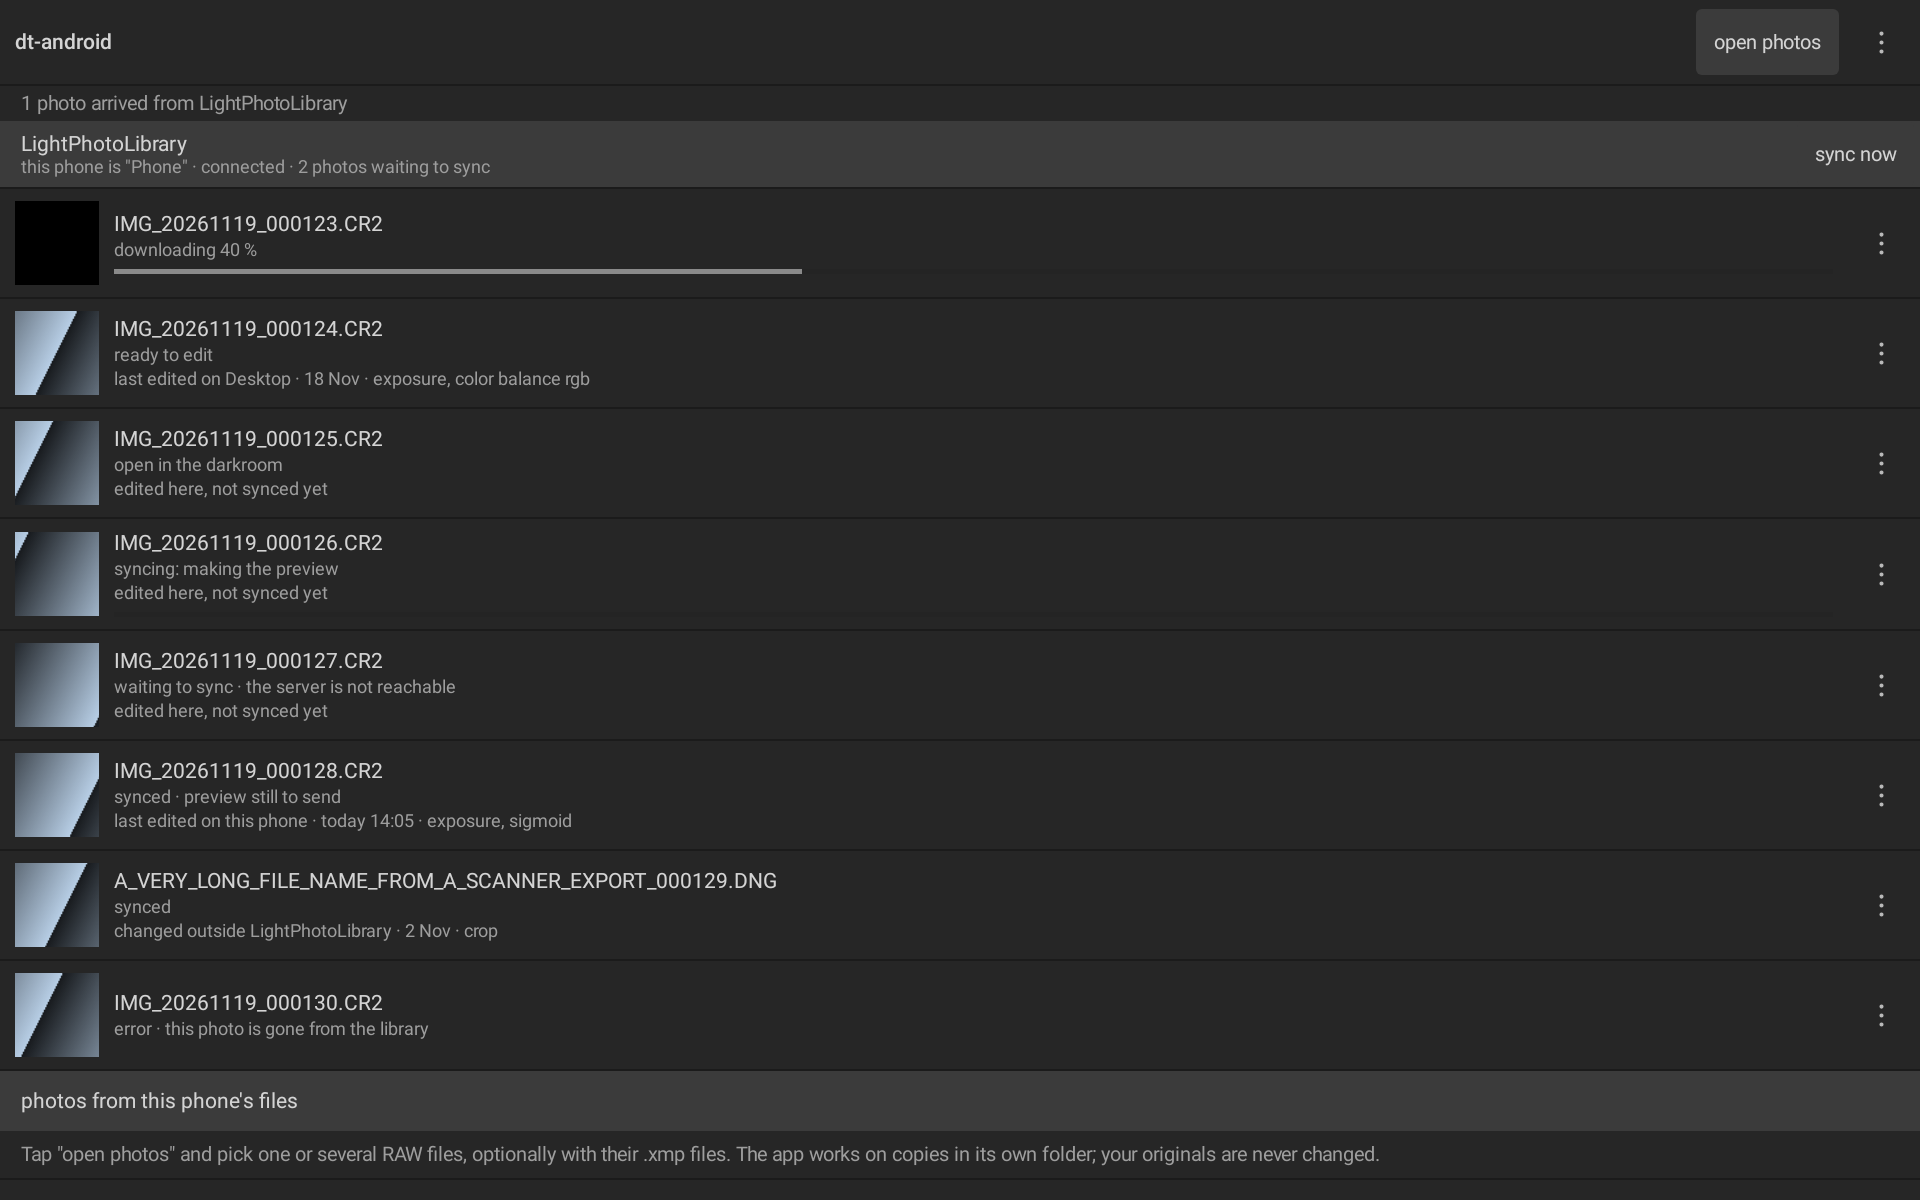 dt-android
open photos
1 photo arrived from LightPhotoLibrary
LightPhotoLibrary
this phone is "Phone" · connected · 2 photos waiting to sync
sync now
IMG_20261119_000123.CR2
downloading 40 %
IMG_20261119_000124.CR2
ready to edit
last edited on Desktop · 18 Nov · exposure, color balance rgb
IMG_20261119_000125.CR2
open in the darkroom
edited here, not synced yet
IMG_20261119_000126.CR2
syncing: making the preview
edited here, not synced yet
IMG_20261119_000127.CR2
waiting to sync · the server is not reachable
edited here, not synced yet
IMG_20261119_000128.CR2
synced · preview still to send
last edited on this phone · today 14:05 · exposure, sigmoid
A_VERY_LONG_FILE_NAME_FROM_A_SCANNER_EXPORT_000129.DNG
synced
changed outside LightPhotoLibrary · 2 Nov · crop
IMG_20261119_000130.CR2
error · this photo is gone from the library
photos from this phone's files
Tap "open photos" and pick one or several RAW files, optionally with their .xmp files. The app works on copies in its own folder; your originals are never changed.